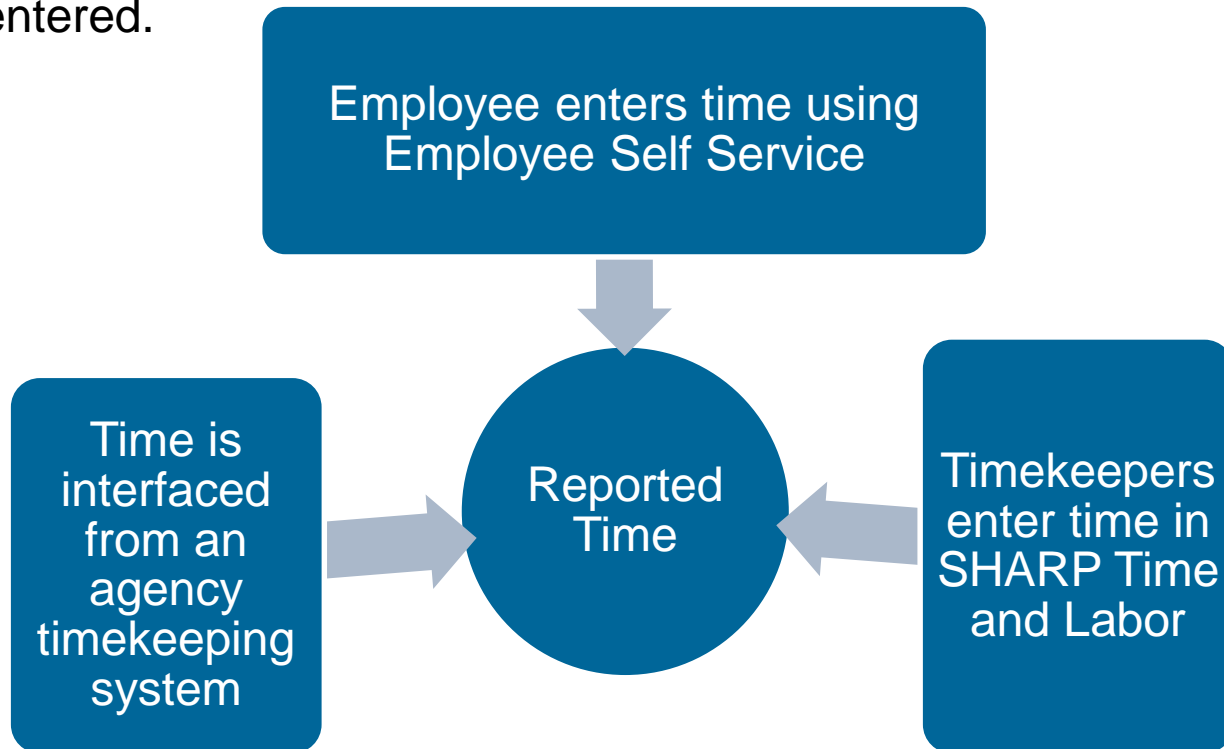 entered.
Employee enters time using
Employee Self Service
Time is
interfaced
from an
agency
timekeeping
system
Reported
Time
Timekeepers
enter time in
SHARP Time
and Labor